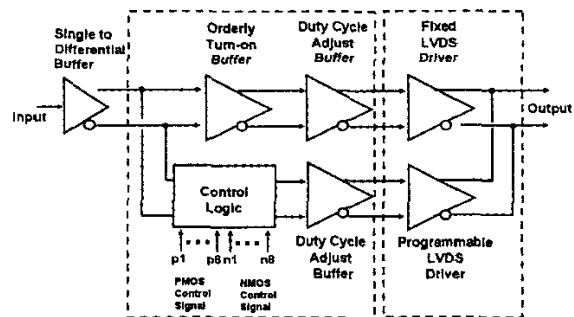 Single to
Differential
Buffer
Orderly
Turn-on
Buffer
Duty Cycle
Adjust
Buffer
Fixed
LVDS
Driver
Input
Output
Control
Logic
p1 p8 n1 n8
PMOS
Control
Signal
NMOS
Control
Signal
Duty Cycle
Adjust
Buffer
Programmable
LVDS
Driver